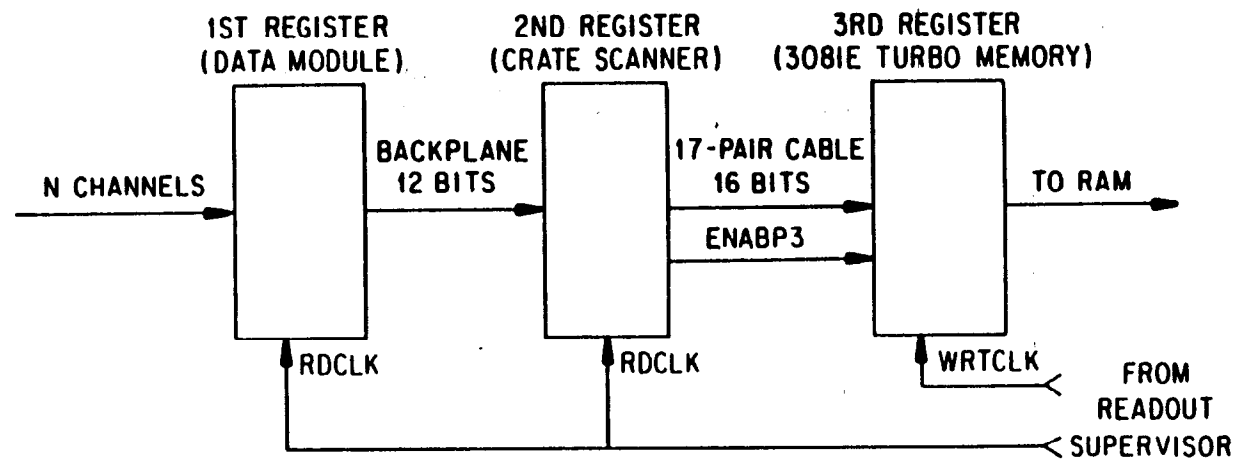 1ST REGISTER
(DATA MODULE)
2ND REGISTER
(CRATE SCANNER)
3RD REGISTER
(3081E TURBO MEMORY)
N CHANNELS
BACKPLANE
12 BITS
17-PAIR CABLE
16 BITS
ENABP3
TO RAM
RDCLK
RDCLK
WRTCLK
FROM
READOUT
SUPERVISOR